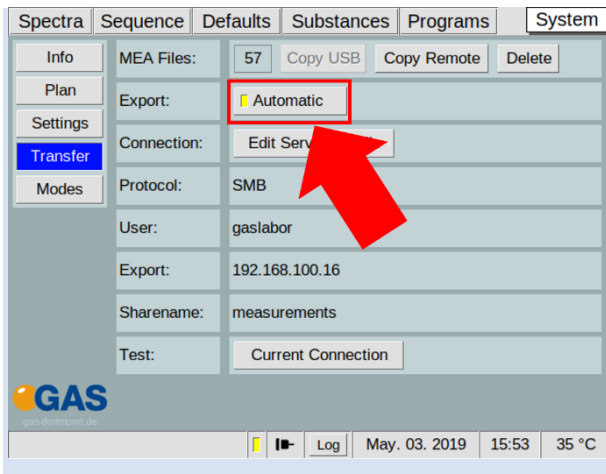 Spectra Sequence Defaults Substances Programs System
Info
Plan
Settings
Transfer
Modes
MEA Files: 57 Copy USB Copy Remote Delete
Export: Automatic
Connection: Edit
Protocol: SMB
User: gaslabor
Export: 192.168.100.16
Sharename: measurements
Test: Current Connection
GAS
gas-dortmund.de
Log May. 03. 2019 15:53 35 °C